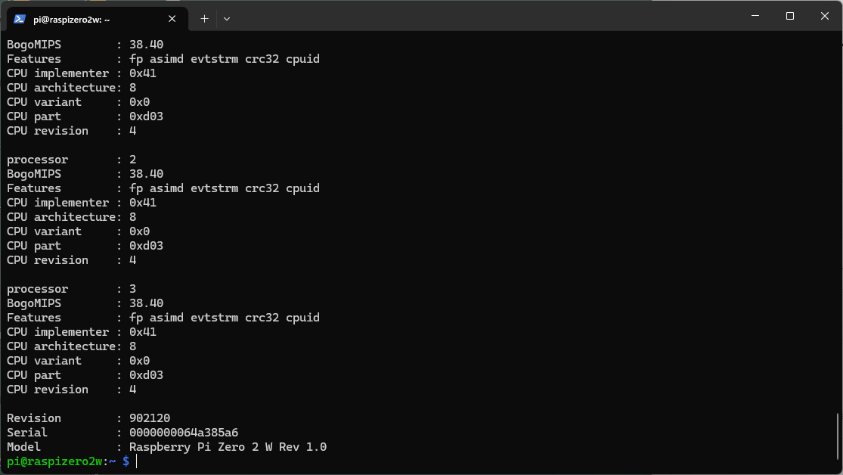 pi@raspizero2w: ~
BogoMIPS : 38.40
Features : fp asimd evtstrm crc32 cpuid
CPU implementer : 0x41
CPU architecture: 8
CPU variant : 0x0
CPU part : 0xd03
CPU revision : 4
processor : 2
BogoMIPS : 38.40
Features : fp asimd evtstrm crc32 cpuid
CPU implementer : 0x41
CPU architecture: 8
CPU variant : 0x0
CPU part : 0xd03
CPU revision : 4
processor : 3
BogoMIPS : 38.40
Features : fp asimd evtstrm crc32 cpuid
CPU implementer : 0x41
CPU architecture: 8
CPU variant : 0x0
CPU part : 0xd03
CPU revision : 4
Revision : 902120
Serial : 0000000064a385a6
Model : Raspberry Pi Zero 2 W Rev 1.0
pi@raspizero2w:~ $